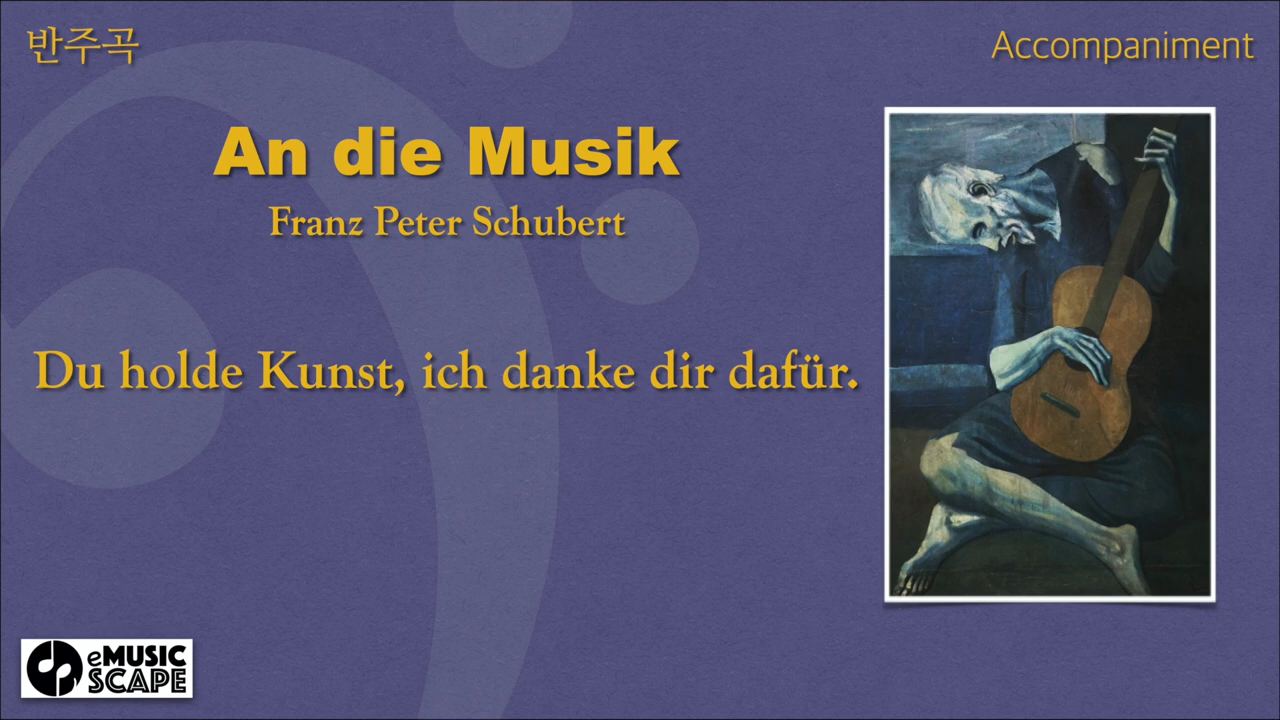 반주곡
Accompaniment
An die Musik
Franz Peter Schubert
Du holde Kunst, ich danke dir dafür.
eMUSIC
SCAPE